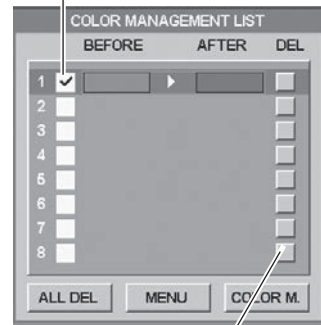 COLOR MANAGEMENT LIST
BEFORE AFTER DEL
1
2
3
4
5
6
7
8
ALL DEL MENU COLOR M.